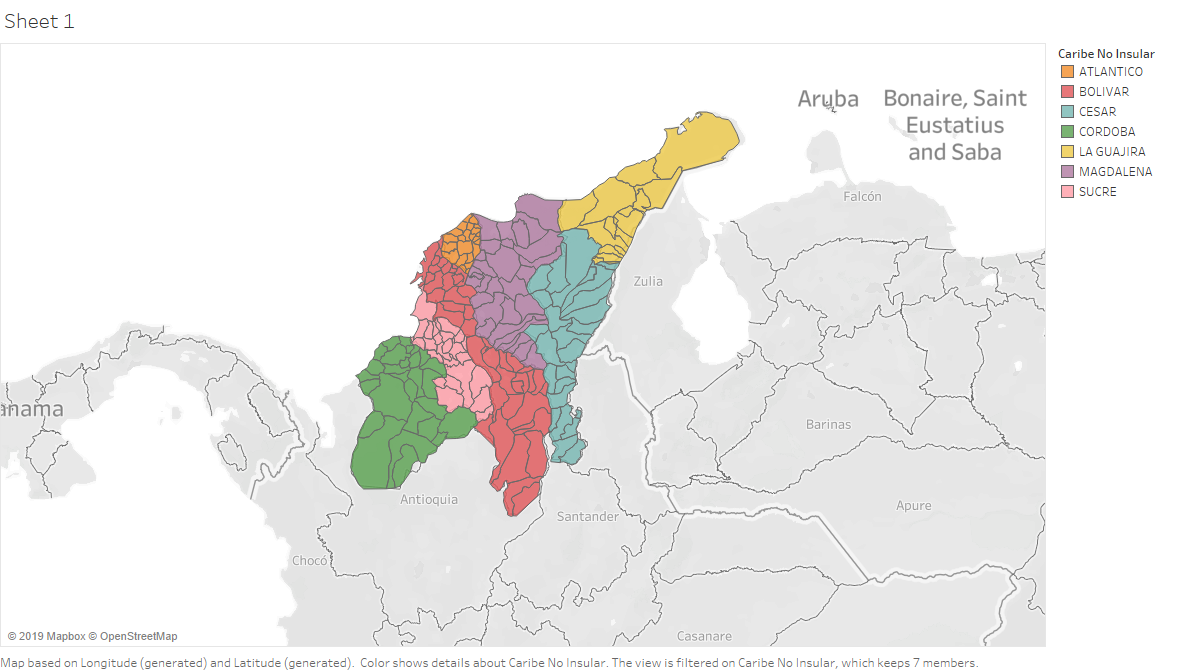 Sheet 1
Caribe No Insular
ATLANTICO
BOLIVAR
CESAR
CORDOBA
LA GUAJIRA
MAGDALENA
SUCRE
Aruba
Bonaire, Saint
Eustatius
and Saba
Falcón
Zulia
anama
Barinas
Antioquia
Apure
Santander
Chocó
Casanare
© 2019 Mapbox © OpenStreetMap
Map based on Longitude (generated) and Latitude (generated).  Color shows details about Caribe No Insular. The view is filtered on Caribe No Insular, which keeps 7 members.